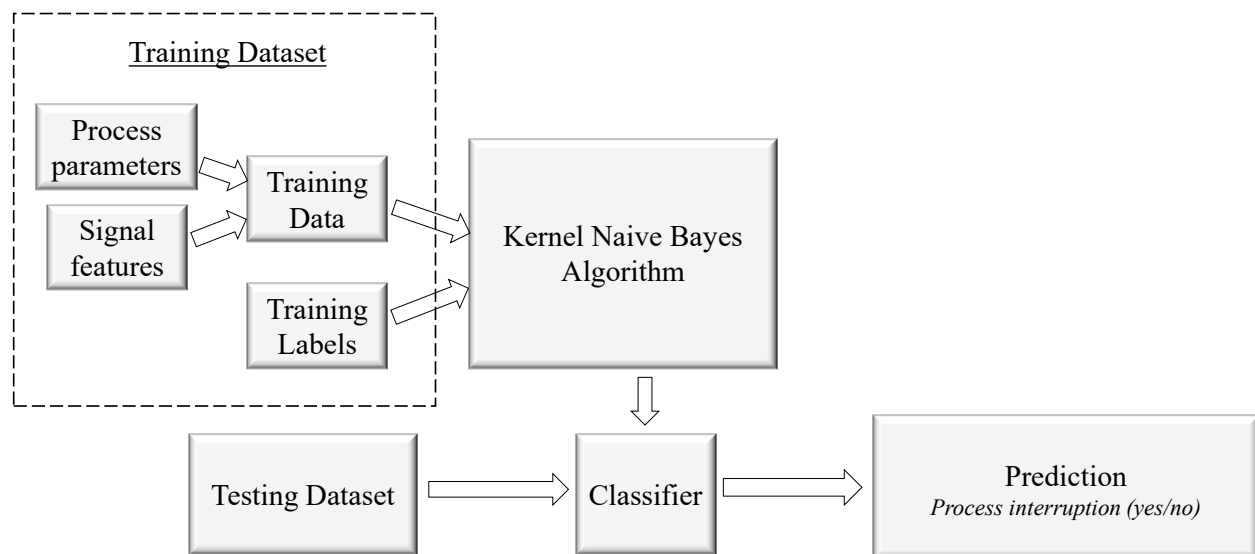 Training Dataset
Process
parameters
Signal
features
Training
Data
Training
Labels
Kernel Naive Bayes
Algorithm
Testing Dataset
Classifier
Prediction
Process interruption (yes/no)